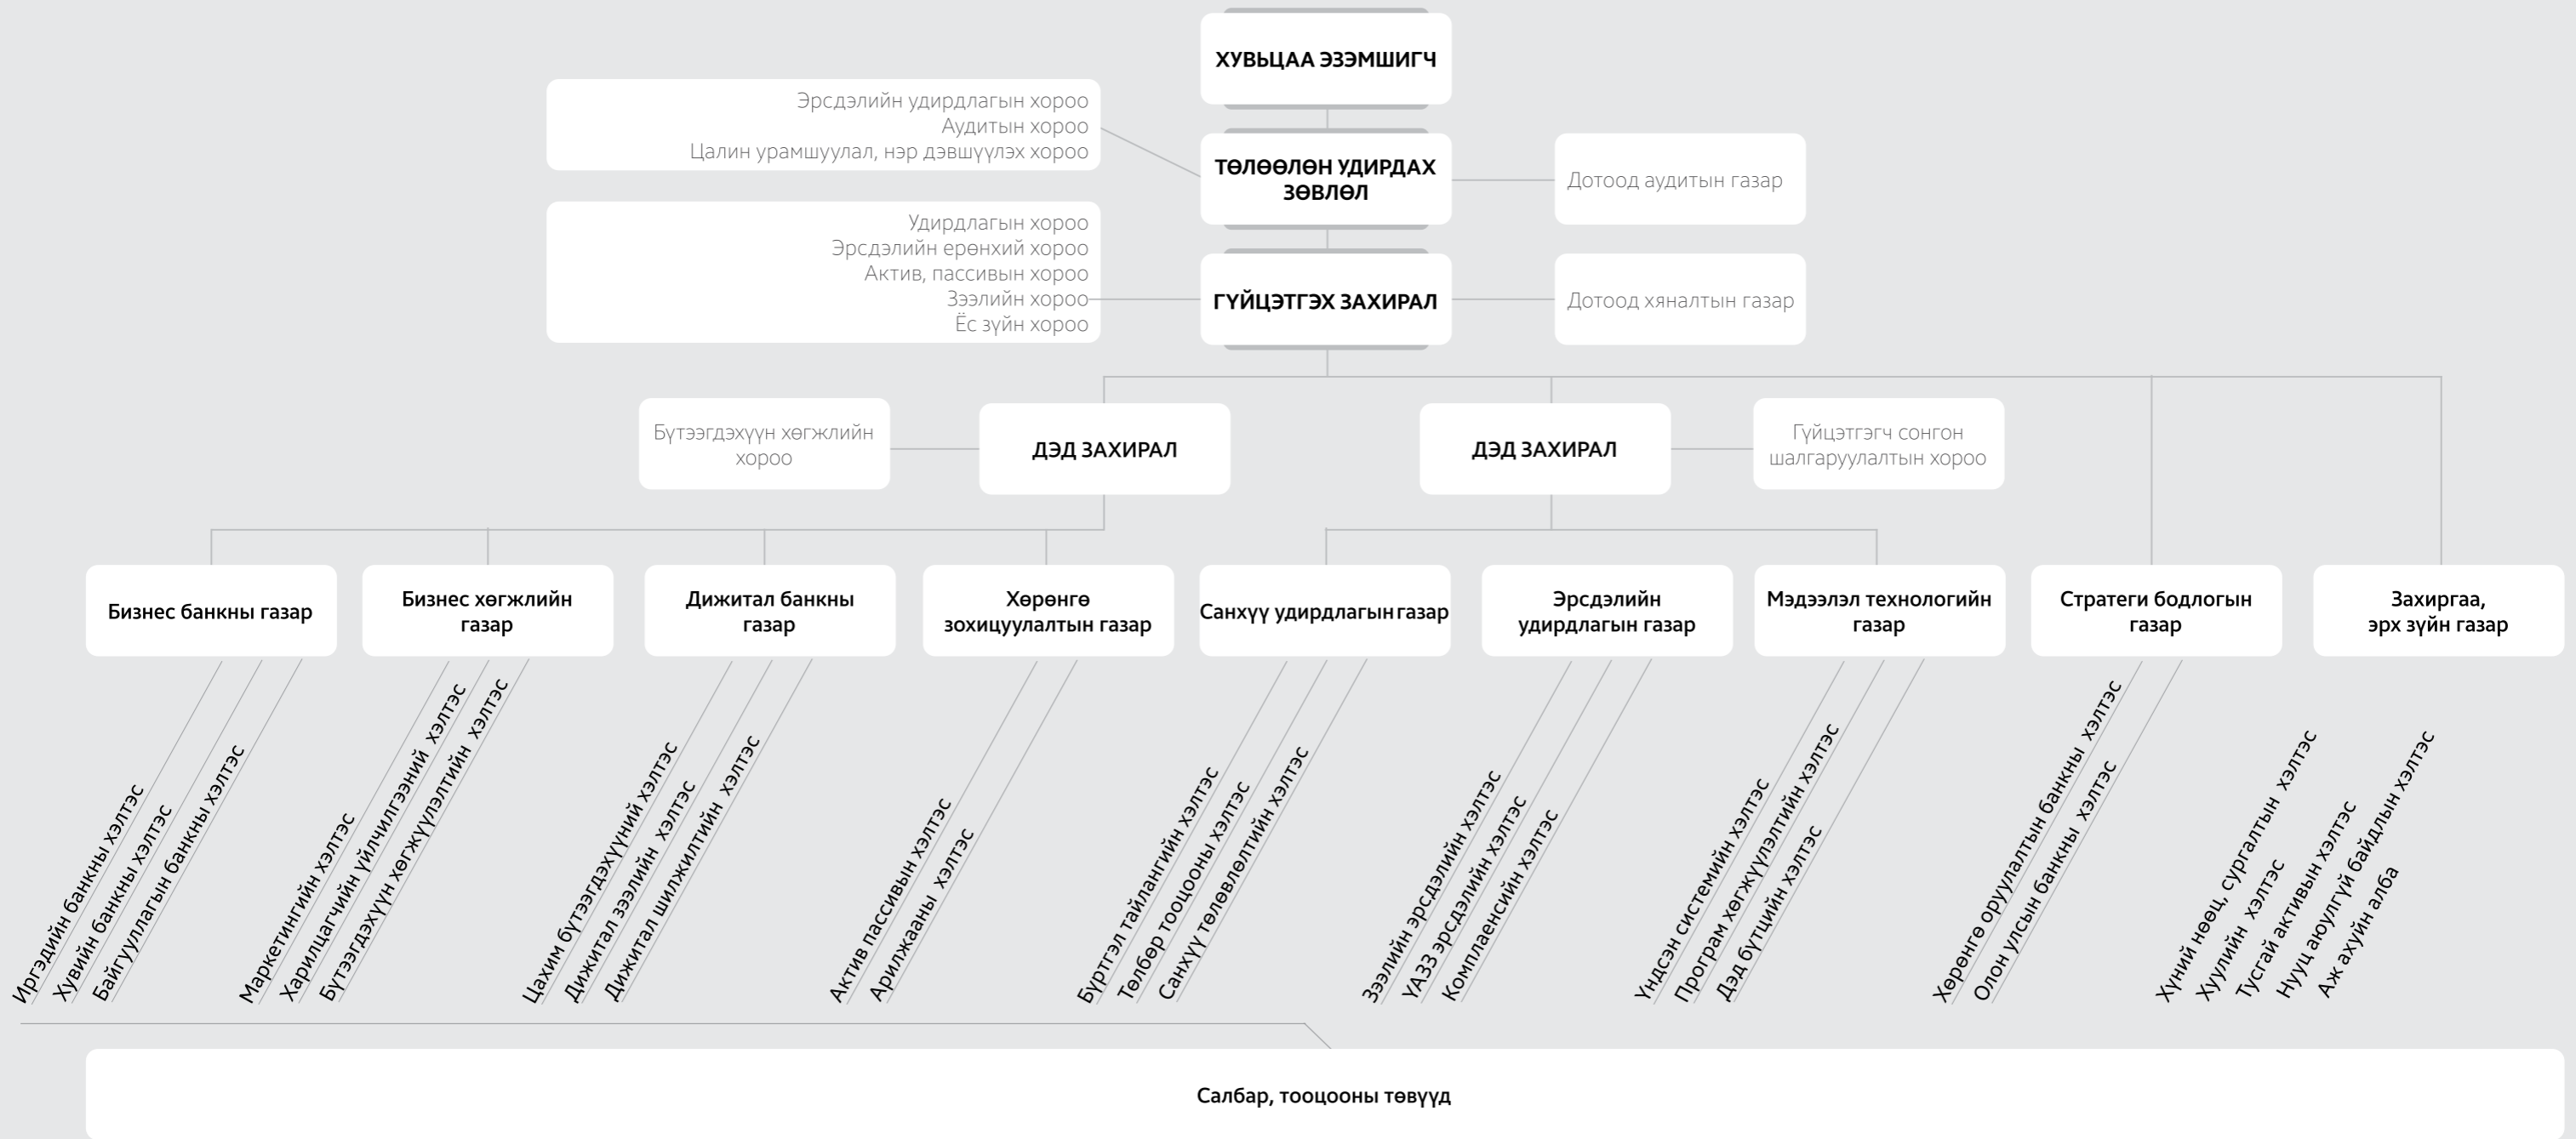 ХУВЬЦАА ЭЗЭМШИГЧ
Эрсдэлийн удирдлагын хороо
Аудитын хороо
Цалин урамшуулал, нэр дэвшүүлэх хороо
ТӨЛӨӨЛӨН УДИРДАХ
ЗӨВЛӨЛ
Дотоод аудитын газар
Удирдлагын хороо
Эрсдэлийн ерөнхий хороо
Актив, пассивын хороо
Зээлийн хороо
Ёс зүйн хороо
ГҮЙЦЭТГЭХ ЗАХИРАЛ
Дотоод хяналтын газар
Бүтээгдэхүүн хөгжлийн
хороо
ДЭД ЗАХИРАЛ
ДЭД ЗАХИРАЛ
Гүйцэтгэгч сонгон
шалгаруулалтын хороо
Бизнес банкны газар
Бизнес хөгжлийн
газар
Дижитал банкны
газар
Хөрөнгө
зохицуулалтын газар
Санхүү удирдлагын газар
Эрсдэлийн
удирдлагын газар
Мэдээлэл технологийн
газар
Стратеги бодлогын
газар
Захиргаа,
эрх зүйн газар
Иргэдийн банкны хэлтэс
Хувийн банкны хэлтэс
Байгууллагын банкны хэлтэс
Маркетингийн хэлтэс
Харилцагчийн үйлчилгээний хэлтэс
Бүтээгдэхүүн хөгжүүлэлтийн хэлтэс
Цахим бүтээгдэхүүний хэлтэс
Дижитал зээлийн хэлтэс
Дижитал шилжилтийн хэлтэс
Актив пассивын хэлтэс
Арилжааны хэлтэс
Бүртгэл тайлангийн хэлтэс
Төлбөр тооцооны хэлтэс
Санхүү төлөвлөлтийн хэлтэс
Зээлийн эрсдэлийн хэлтэс
ҮАЗЗ эрсдэлийн хэлтэс
Комплаенсийн хэлтэс
Үндсэн системийн хэлтэс
Програм хөгжүүлэлтийн хэлтэс
Дэд бүтцийн хэлтэс
Хөрөнгө оруулалтын банкны хэлтэс
Олон улсын банкны хэлтэс
Хүний нөөц, сургалтын хэлтэс
Хуулийн хэлтэс
Тусгай активын хэлтэс
Нууц аюулгүй байдлын хэлтэс
Аж ахуйн алба
Салбар, тооцооны төвүүд